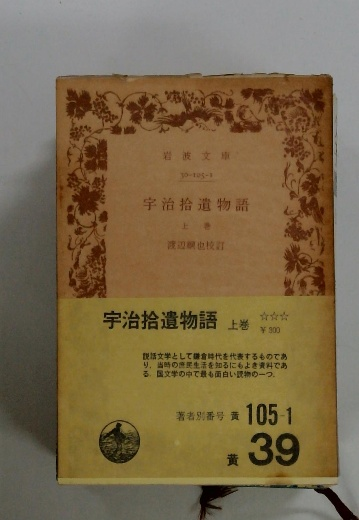 岩波文庫
30-105-1
宇治拾遺物語
上巻
渡辺綱也校訂
宇治拾遺物語 上巻 ☆☆☆
¥300
説話文学として鎌倉時代を代表するものであ
り、当時の庶民生活を知るにもよき資料であ
る。国文学の中で最も面白い読物の一つ。
著者別番号 黄 105-1
黄 39